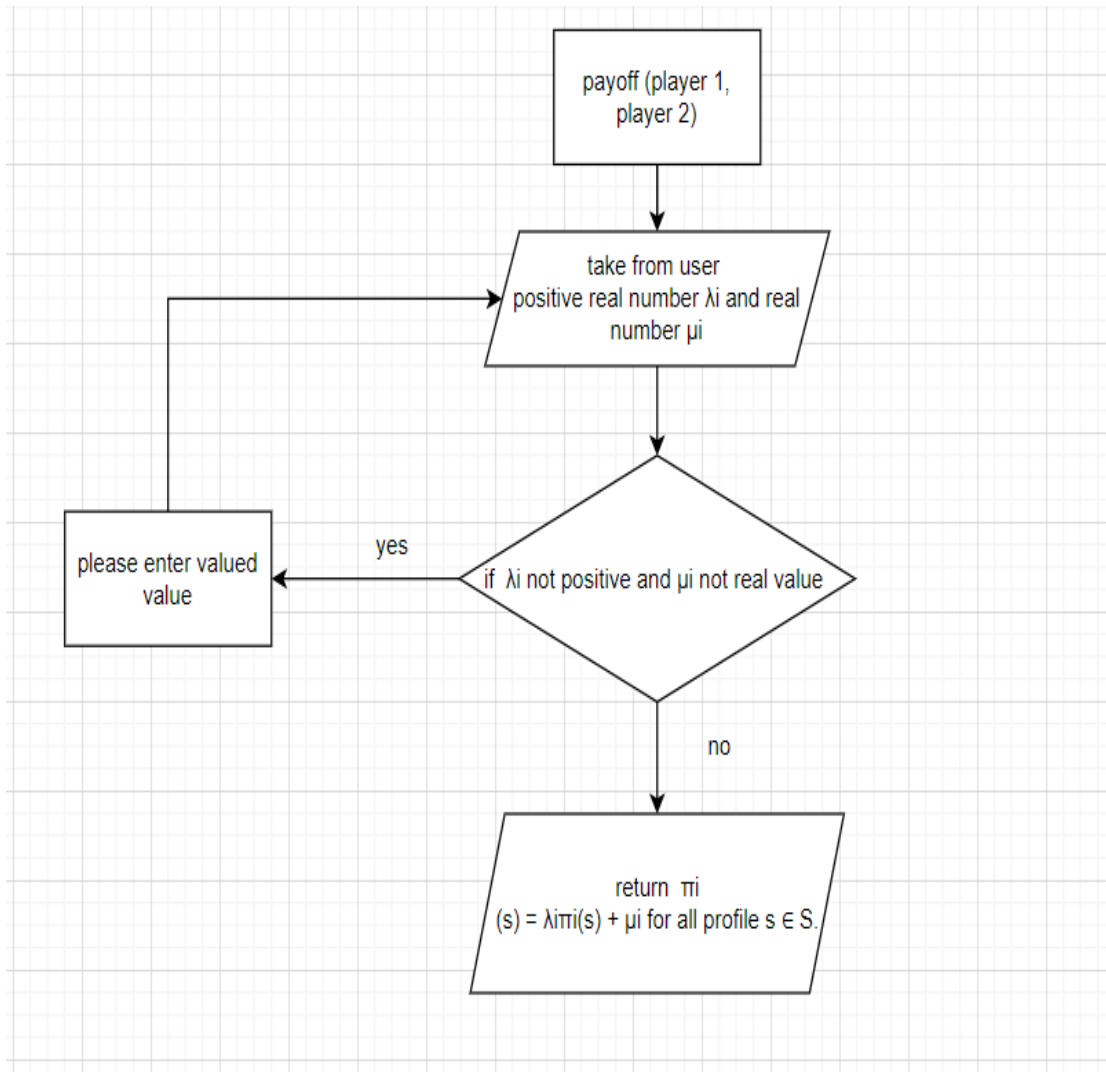 payoff (player 1,
player 2)
take from user
positive real number λi and real
number μi
if λi not positive and μi not real value
yes
please enter valued
value
no
return πi
(s) = λiπi(s) + μi for all profile s ∈ S.